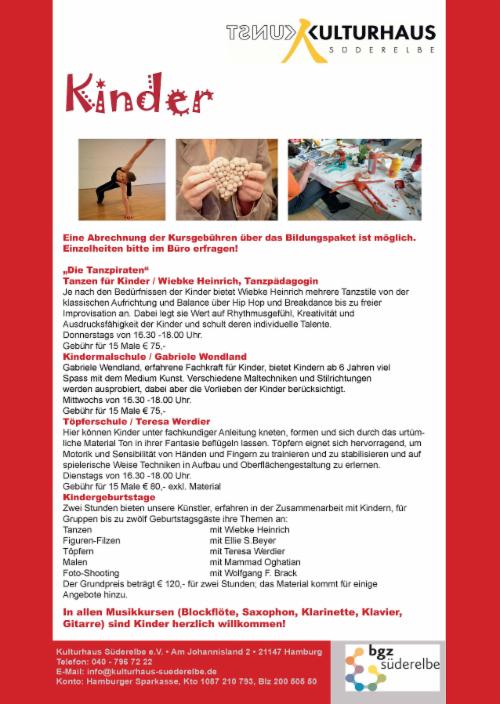 KUNST KULTURHAUS
SÜDERELBE
Kinder
Eine Abrechnung der Kursgebühren über das Bildungspaket ist möglich.
Einzelheiten bitte im Büro erfragen!
„Die Tanzpiraten“
Tanzen für Kinder / Wiebke Heinrich, Tanzpädagogin
Je nach den Bedürfnissen der Kinder bietet Wiebke Heinrich mehrere Tanzstile von der
klassischen Aufrichtung und Balance über Hip Hop und Breakdance bis zu freier
Improvisation an. Dabei legt sie Wert auf Rhythmusgefühl, Kreativität und
Ausdrucksfähigkeit der Kinder und schult deren individuelle Talente.
Donnerstags von 16.30 -18.00 Uhr.
Gebühr für 15 Male € 75,-
Kindermalschule / Gabriele Wendland
Gabriele Wendland, erfahrene Fachkraft für Kinder, bietet Kindern ab 6 Jahren viel
Spass mit dem Medium Kunst. Verschiedene Maltechniken und Stilrichtungen
werden ausprobiert, dabei aber die Vorlieben der Kinder berücksichtigt.
Mittwochs von 16.30 -18.00 Uhr.
Gebühr für 15 Male € 75,-
Töpferschule / Teresa Werdier
Hier können Kinder unter fachkundiger Anleitung kneten, formen und sich durch das urtüm-
liche Material Ton in ihrer Fantasie beflügeln lassen. Töpfern eignet sich hervorragend, um
Motorik und Sensibilität von Händen und Fingern zu trainieren und zu stabilisieren und auf
spielerische Weise Techniken in Aufbau und Oberflächengestaltung zu erlernen.
Dienstags von 16.30 -18.00 Uhr.
Gebühr für 15 Male € 80,- exkl. Material
Kindergeburtstage
Zwei Stunden bieten unsere Künstler, erfahren in der Zusammenarbeit mit Kindern, für
Gruppen bis zu zwölf Geburtstagsgäste ihre Themen an:
Tanzen mit Wiebke Heinrich
Figuren-Filzen mit Ellie S.Beyer
Töpfern mit Teresa Werdier
Malen mit Mammad Oghatian
Foto-Shooting mit Wolfgang F. Brack
Der Grundpreis beträgt € 120,- für zwei Stunden; das Material kommt für einige
Angebote hinzu.
In allen Musikkursen (Blockflöte, Saxophon, Klarinette, Klavier,
Gitarre) sind Kinder herzlich willkommen!
Kulturhaus Süderelbe e.V. • Am Johannisland 2 • 21147 Hamburg
Telefon: 040 - 796 72 22
E-Mail: info@kulturhaus-suederelbe.de
Konto: Hamburger Sparkasse, Kto 1087 210 793, Blz 200 505 50
bgz
süderelbe